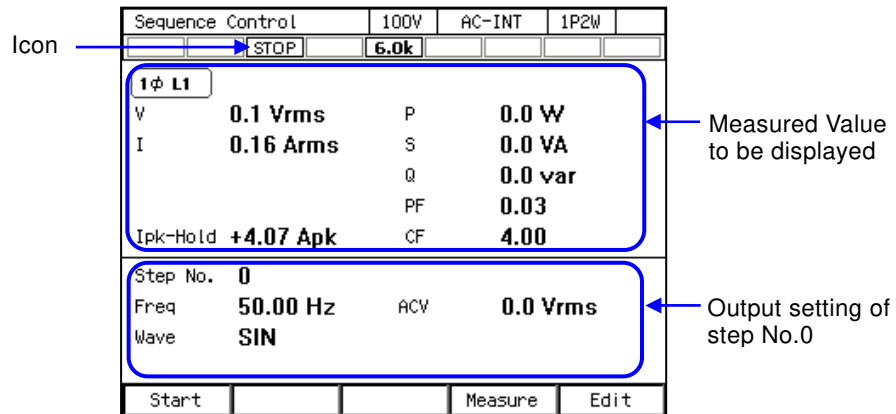 Sequence Control 100V AC-INT 1P2W
Icon STOP 6.0k
1ϕ L1
V 0.1 Vrms P 0.0 W
I 0.16 Arms S 0.0 VA
Q 0.0 var
PF 0.03
Ipk-Hold +4.07 Apk CF 4.00
Measured Value
to be displayed
Step No. 0
Freq 50.00 Hz ACV 0.0 Vrms
Wave SIN
Output setting of
step No.0
Start Measure Edit